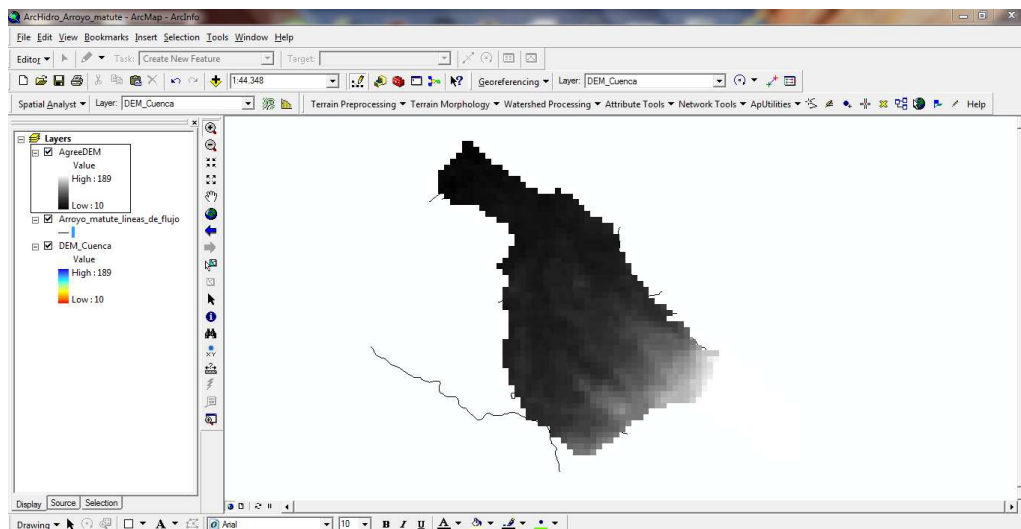 ArcHidro_Arroyo_matute - ArcMap - ArcInfo
File Edit View Bookmarks Insert Selection Tools Window Help
Editor Task: Create New Feature Target:
1:44.348 Georeferencing Layer: DEM_Cuenca
Spatial Analyst Layer: DEM_Cuenca Terrain Preprocessing Terrain Morphology Watershed Processing Attribute Tools Network Tools ApUtilities Help
Layers
AgreeDEM
Value
High : 189
Low : 10
Arroyo_matute_lineas_de_flujo
DEM_Cuenca
Value
High : 189
Low : 10
Display Source Selection
Drawing A Arial 10 B I U A